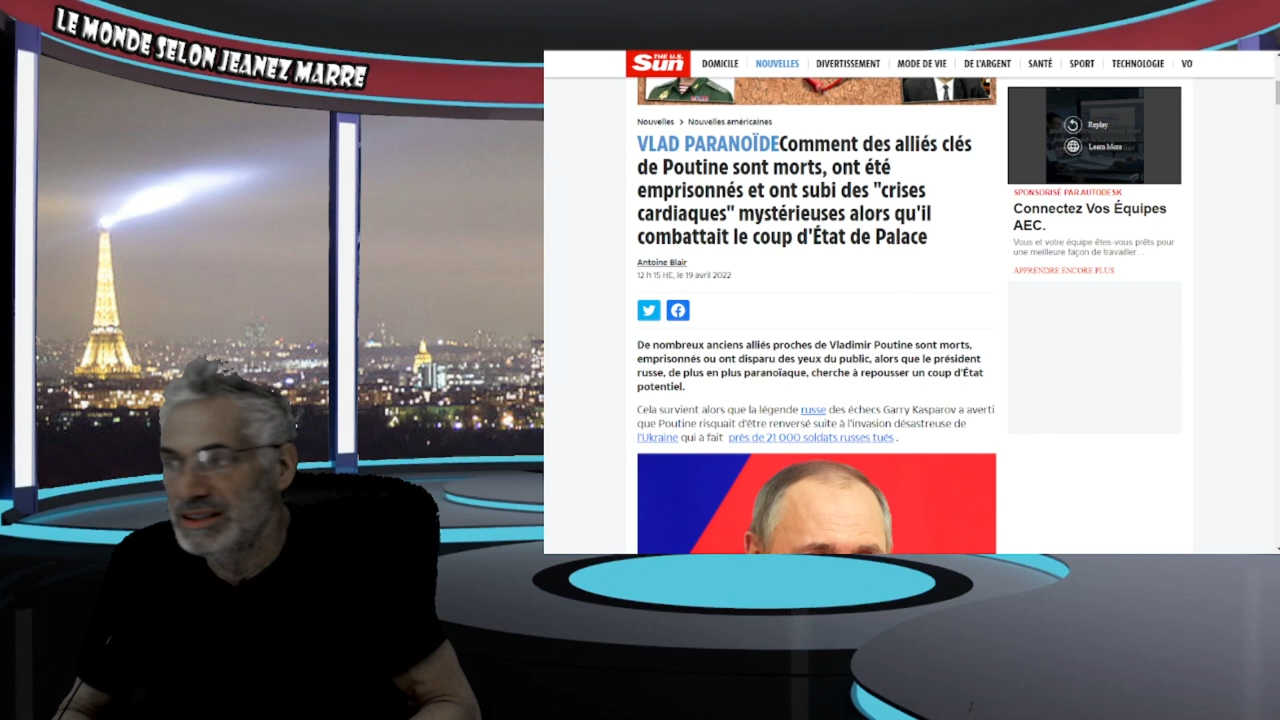 LE MONDE SELON JEANEZ MARRE
THE U.S. Sun
DOMICILE NOUVELLES DIVERTISSEMENT MODE DE VIE DE L'ARGENT SANTÉ SPORT TECHNOLOGIE VO
Nouvelles > Nouvelles américaines
VLAD PARANOÏDEComment des alliés clés
de Poutine sont morts, ont été
emprisonnés et ont subi des "crises
cardiaques" mystérieuses alors qu'il
combattait le coup d'État de Palace
Antoine Blair
12 h 15 HE, le 19 avril 2022
De nombreux anciens alliés proches de Vladimir Poutine sont morts,
emprisonnés ou ont disparu des yeux du public, alors que le président
russe, de plus en plus paranoïaque, cherche à repousser un coup d'État
potentiel.
Cela survient alors que la légende russe des échecs Garry Kasparov a averti
que Poutine risquait d'être renversé suite à l'invasion désastreuse de
l'Ukraine qui a fait près de 21 000 soldats russes tués .
Replay
Learn More
SPONSORISÉ PAR AUTODESK
Connectez Vos Équipes
AEC.
Vous et votre équipe êtes-vous prêts pour
une meilleure façon de travailler ...
APPRENDRE ENCORE PLUS